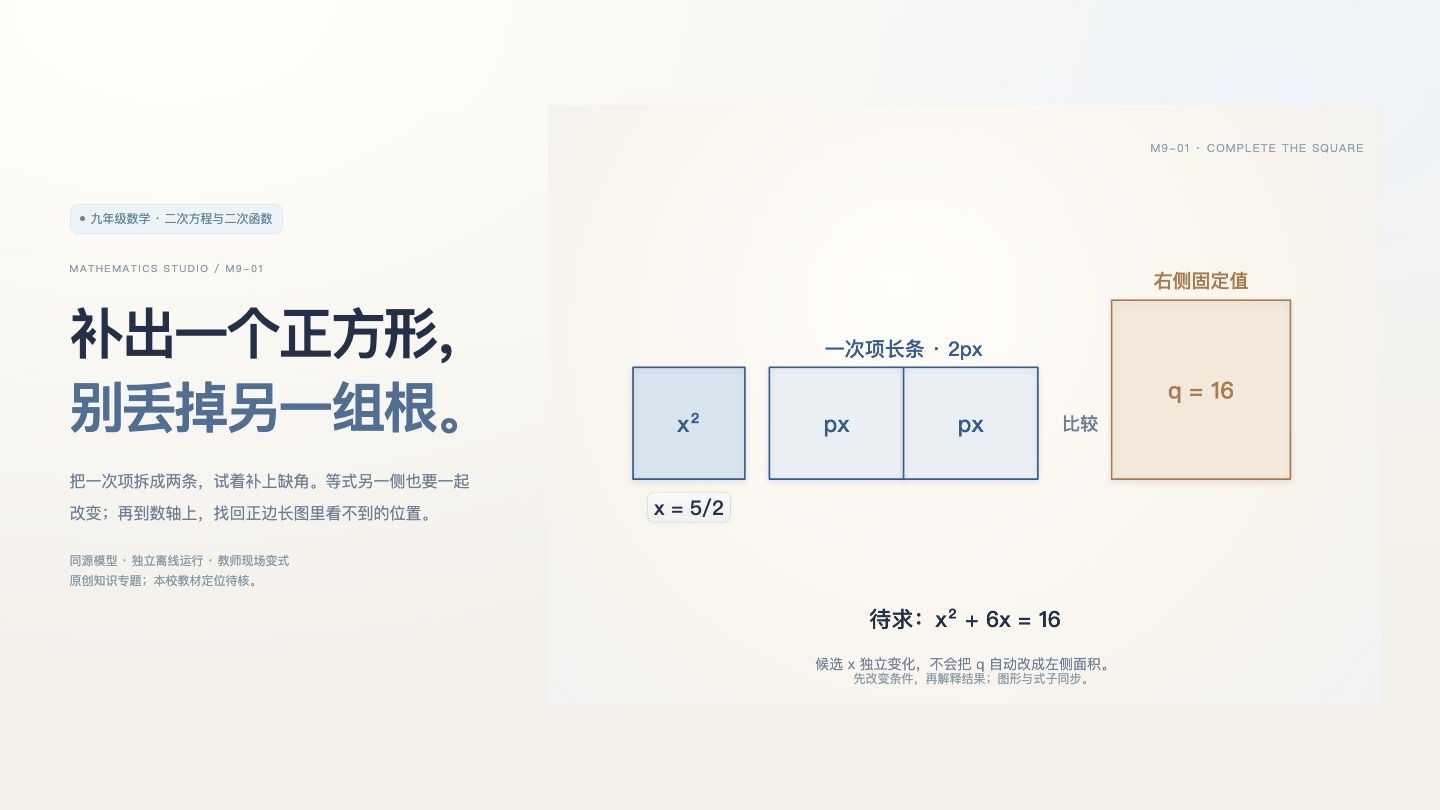 九年级数学 · 二次方程与二次函数
MATHEMATICS STUDIO / M9-01
补出一个正方形，
别丢掉另一组根。
把一次项拆成两条，试着补上缺角。等式另一侧也要一起
改变；再到数轴上，找回正边长图里看不到的位置。
同源模型 · 独立离线运行 · 教师现场变式
原创知识专题；本校教材定位待核。
M9-01 · COMPLETE THE SQUARE
右侧固定值
一次项长条 · 2px
x²
px
px
比较
q = 16
x = 5/2
待求：x² + 6x = 16
候选 x 独立变化，不会把 q 自动改成左侧面积。
先改变条件，再解释结果；图形与式子同步。